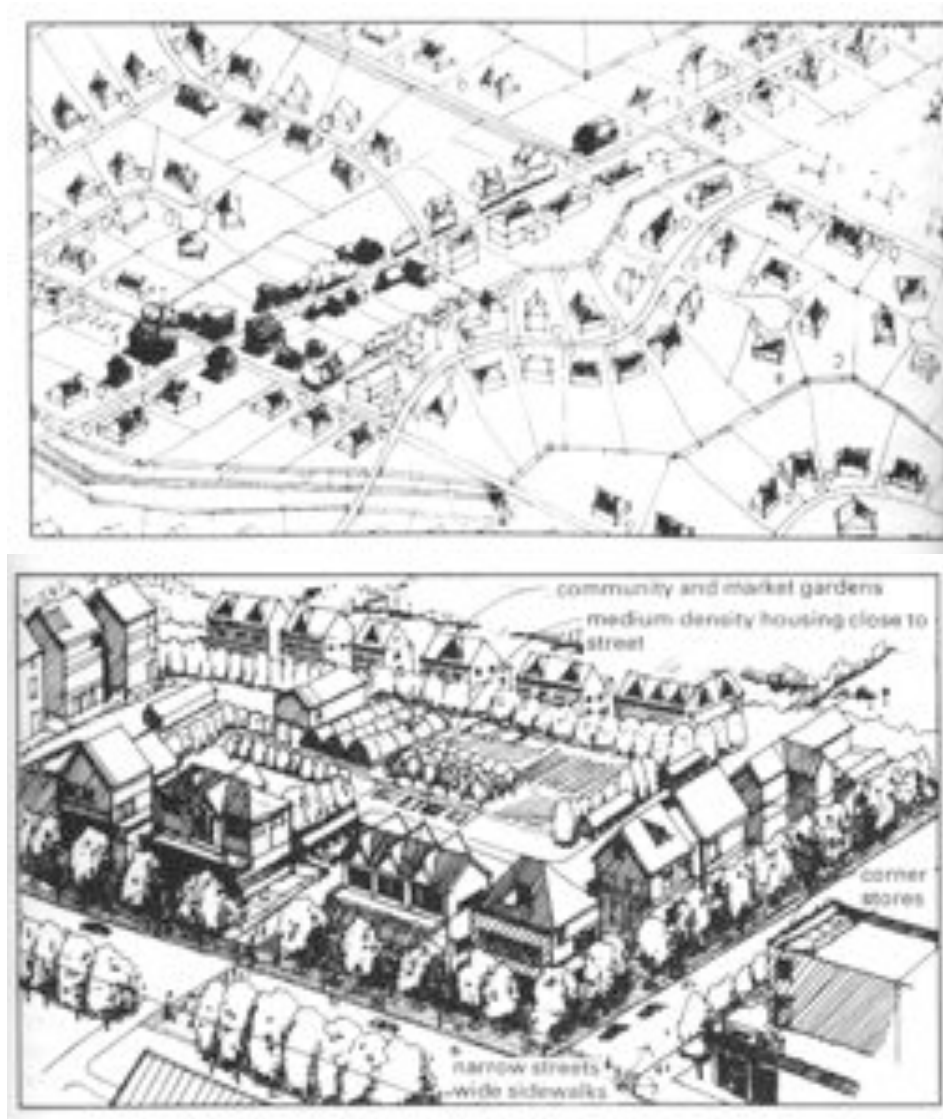 community and market gardens
medium density housing close to
street
corner
stores
narrow streets
wide sidewalks